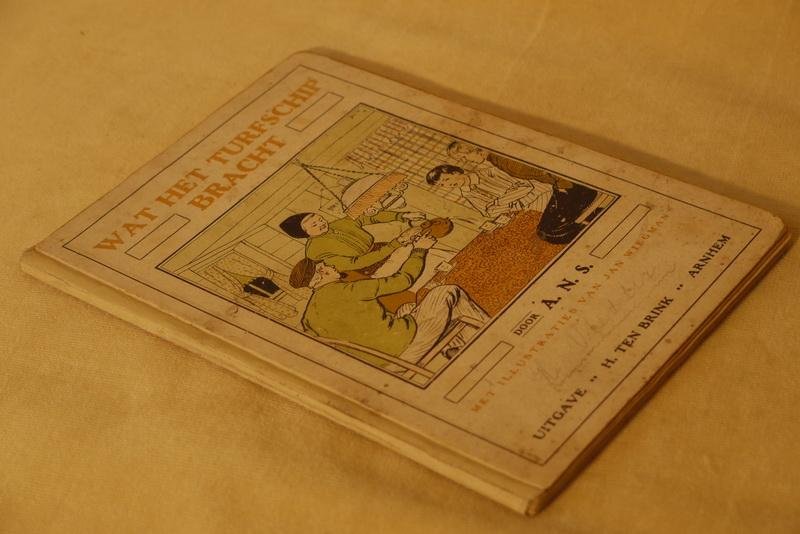 WAT HET TURFSCHIP
BRACHT
DOOR A. N. S.
MET ILLUSTRATIES VAN JAN WIEGMAN
UITGAVE ,, H. TEN BRINK ,, ARNHEM